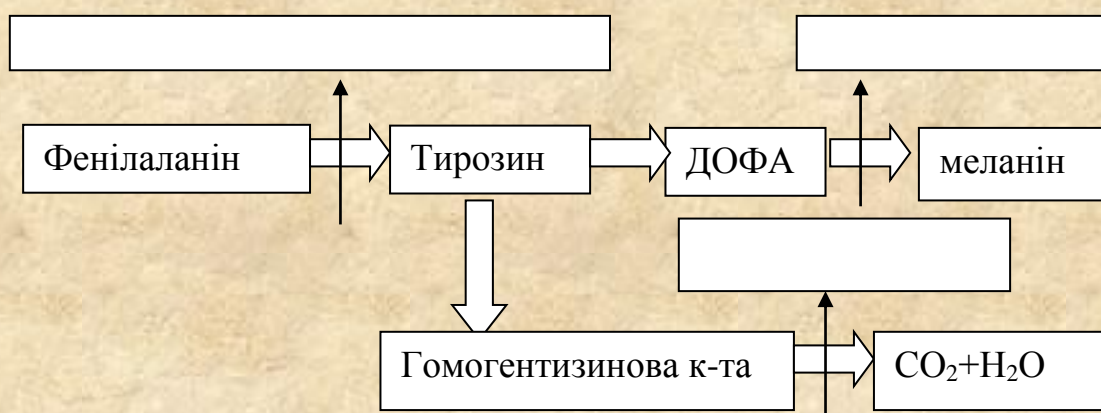 Фенілаланін
Тирозин
ДОФА
меланін
Гомогентизинова к-та
CO₂+H₂O